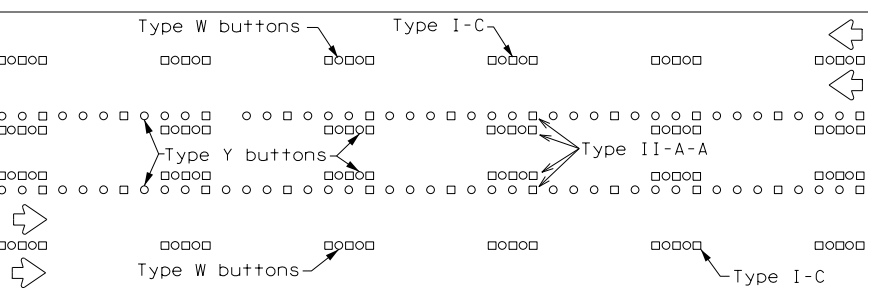 Type W buttons
Type I-C
Type Y buttons
Type II-A-A
Type W buttons
Type I-C